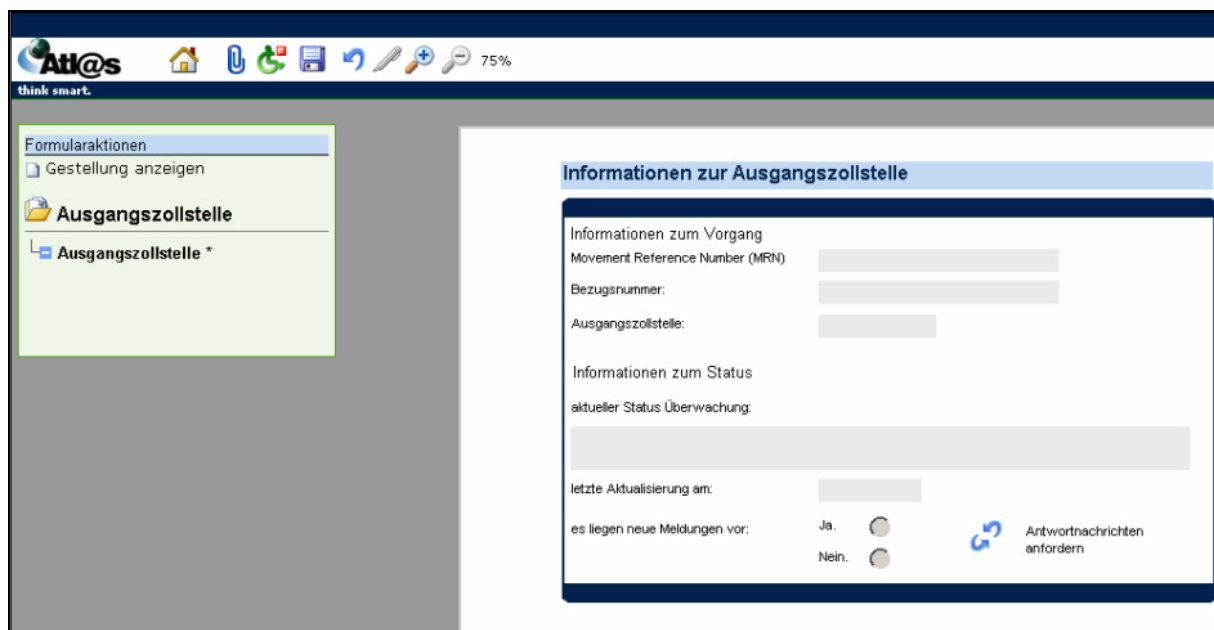 Atl@s
75%
think smart.
Formularaktionen
Gestellung anzeigen
Ausgangszollstelle
Ausgangszollstelle *
Informationen zur Ausgangszollstelle
Informationen zum Vorgang
Movement Reference Number (MRN)
Bezugsnummer:
Ausgangszollstelle:
Informationen zum Status
aktueller Status Überwachung:
letzte Aktualisierung am:
es liegen neue Meldungen vor:
Ja.
Nein.
Antwortnachrichten
anfordern